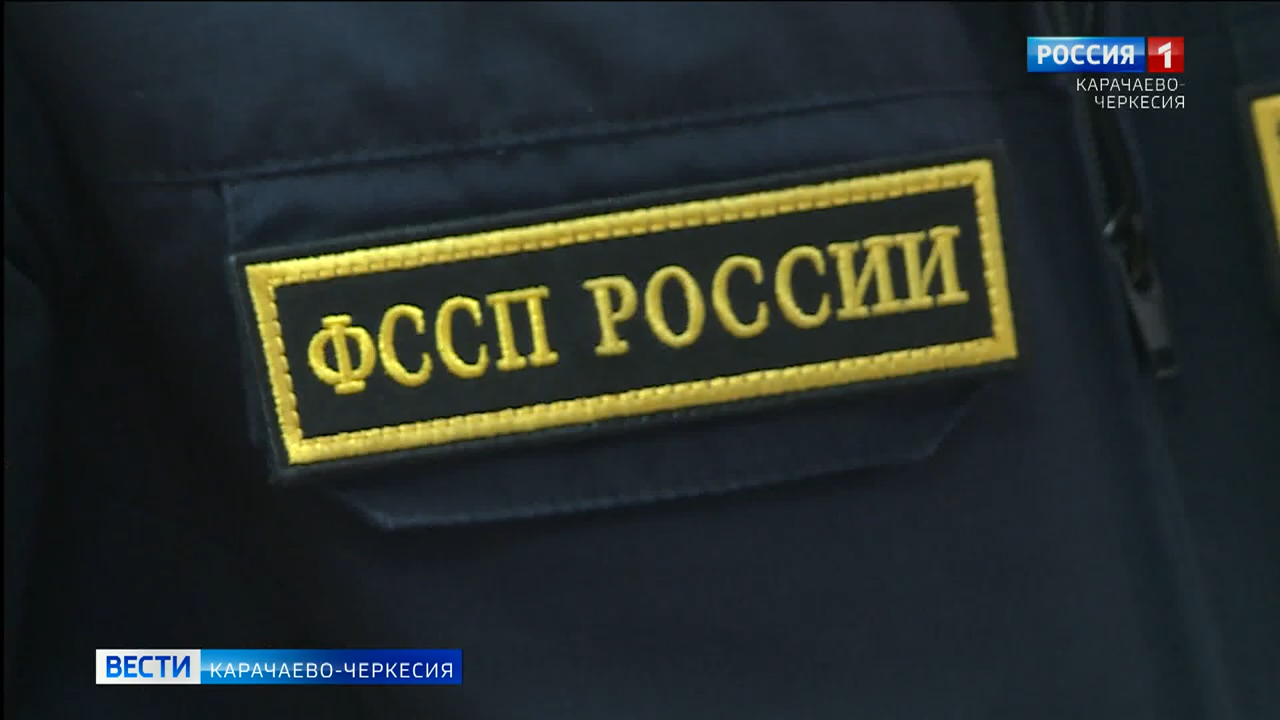 РОССИЯ 1
КАРАЧАЕВО-
ЧЕРКЕСИЯ
ФССП РОССИИ
ВЕСТИ КАРАЧАЕВО-ЧЕРКЕСИЯ